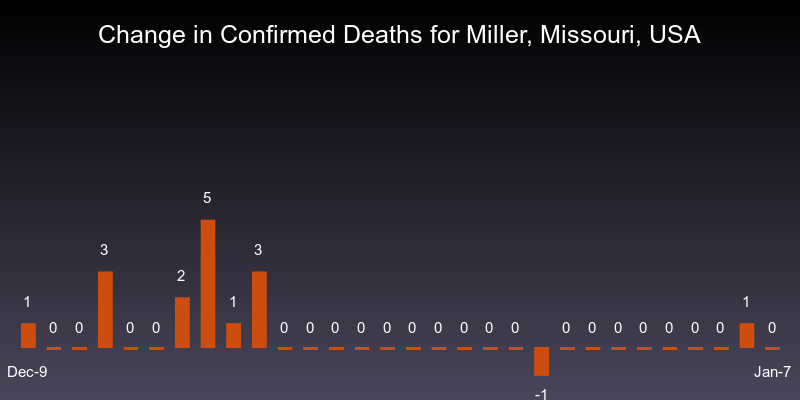 Change in Confirmed Deaths for Miller, Missouri, USA
1 0 0 3 0 0 2 5 1 3 0 0 0 0 0 0 0 0 0 0 -1 0 0 0 0 0 0 0 1 0
Dec-9 Jan-7